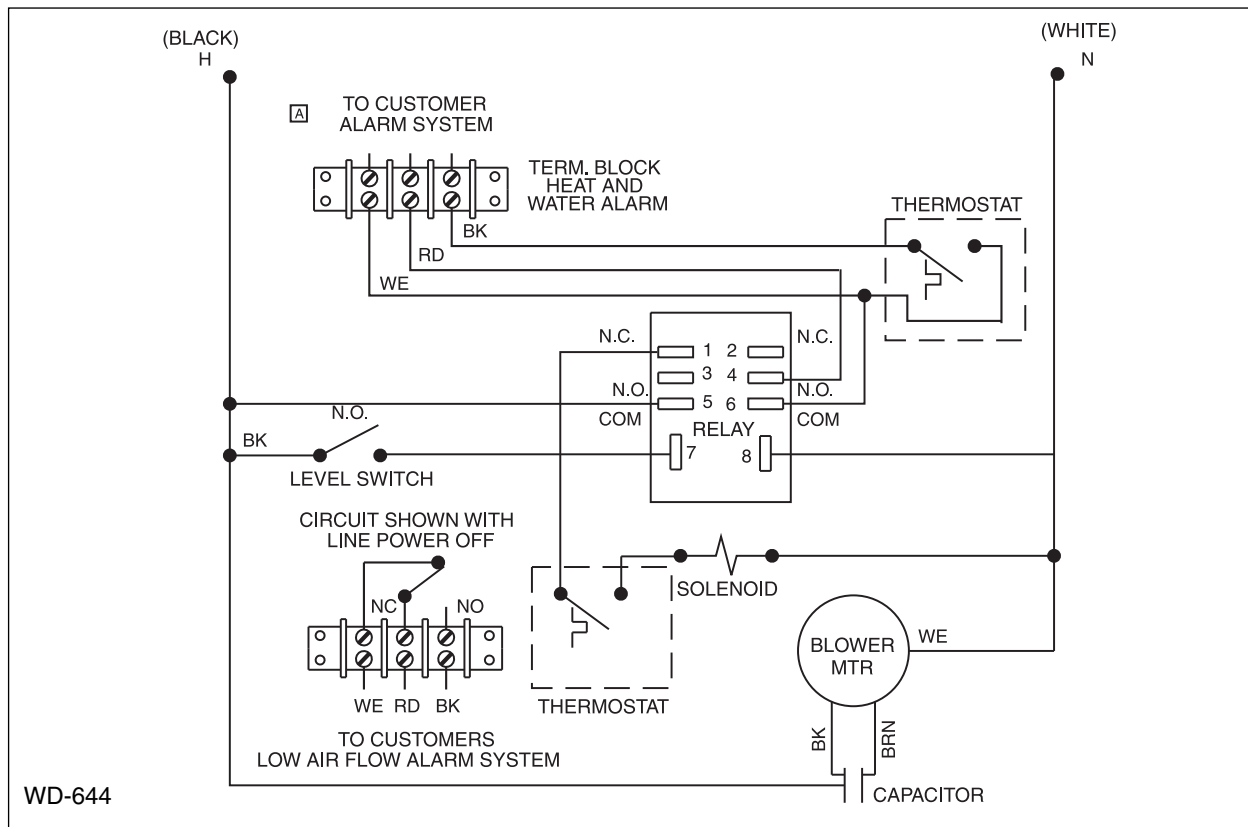 (BLACK)
H
(WHITE)
N
A
TO CUSTOMER
ALARM SYSTEM
TERM. BLOCK
HEAT AND
WATER ALARM
THERMOSTAT
BK
RD
WE
N.C.
1
2
N.C.
3
4
N.O.
N.O.
5
6
COM
COM
RELAY
7
8
N.O.
BK
LEVEL SWITCH
CIRCUIT SHOWN WITH
LINE POWER OFF
NC
NO
WE RD BK
TO CUSTOMERS
LOW AIR FLOW ALARM SYSTEM
THERMOSTAT
SOLENOID
BLOWER
MTR
WE
BK
BRN
CAPACITOR
WD-644